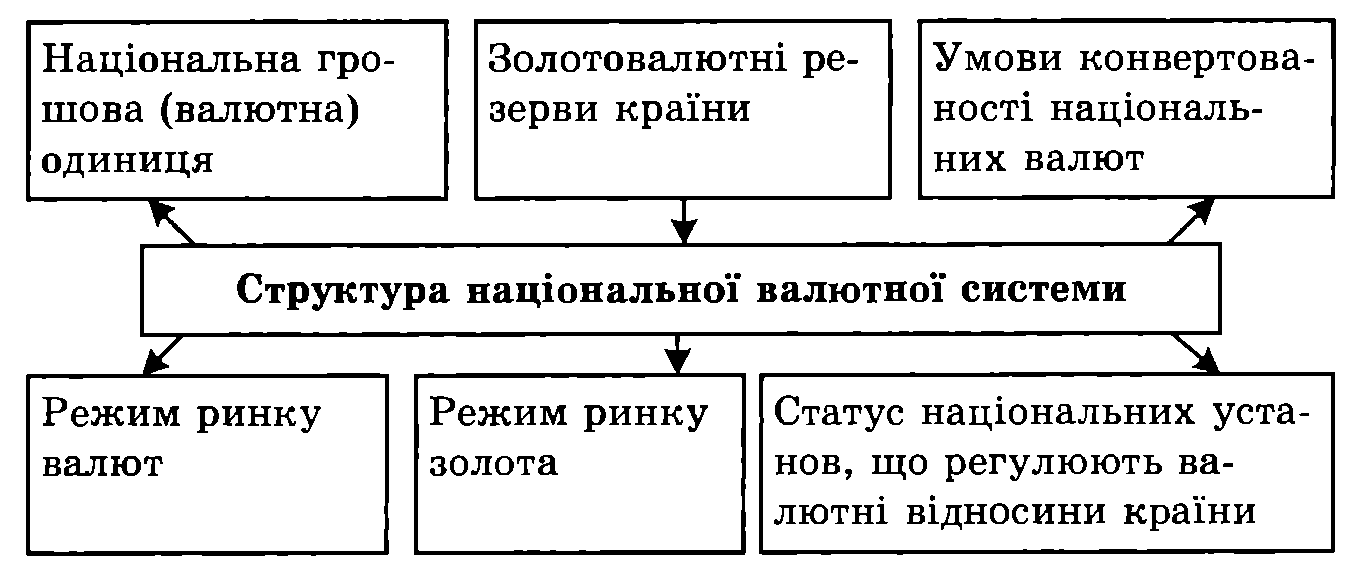 Національна гро-
шова (валютна)
одиниця
Золотовалютні ре-
зерви країни
Умови конвертова-
ності національ-
них валют
Структура національної валютної системи
Режим ринку
валют
Режим ринку
золота
Статус національних уста-
нов, що регулюють ва-
лютні відносини країни